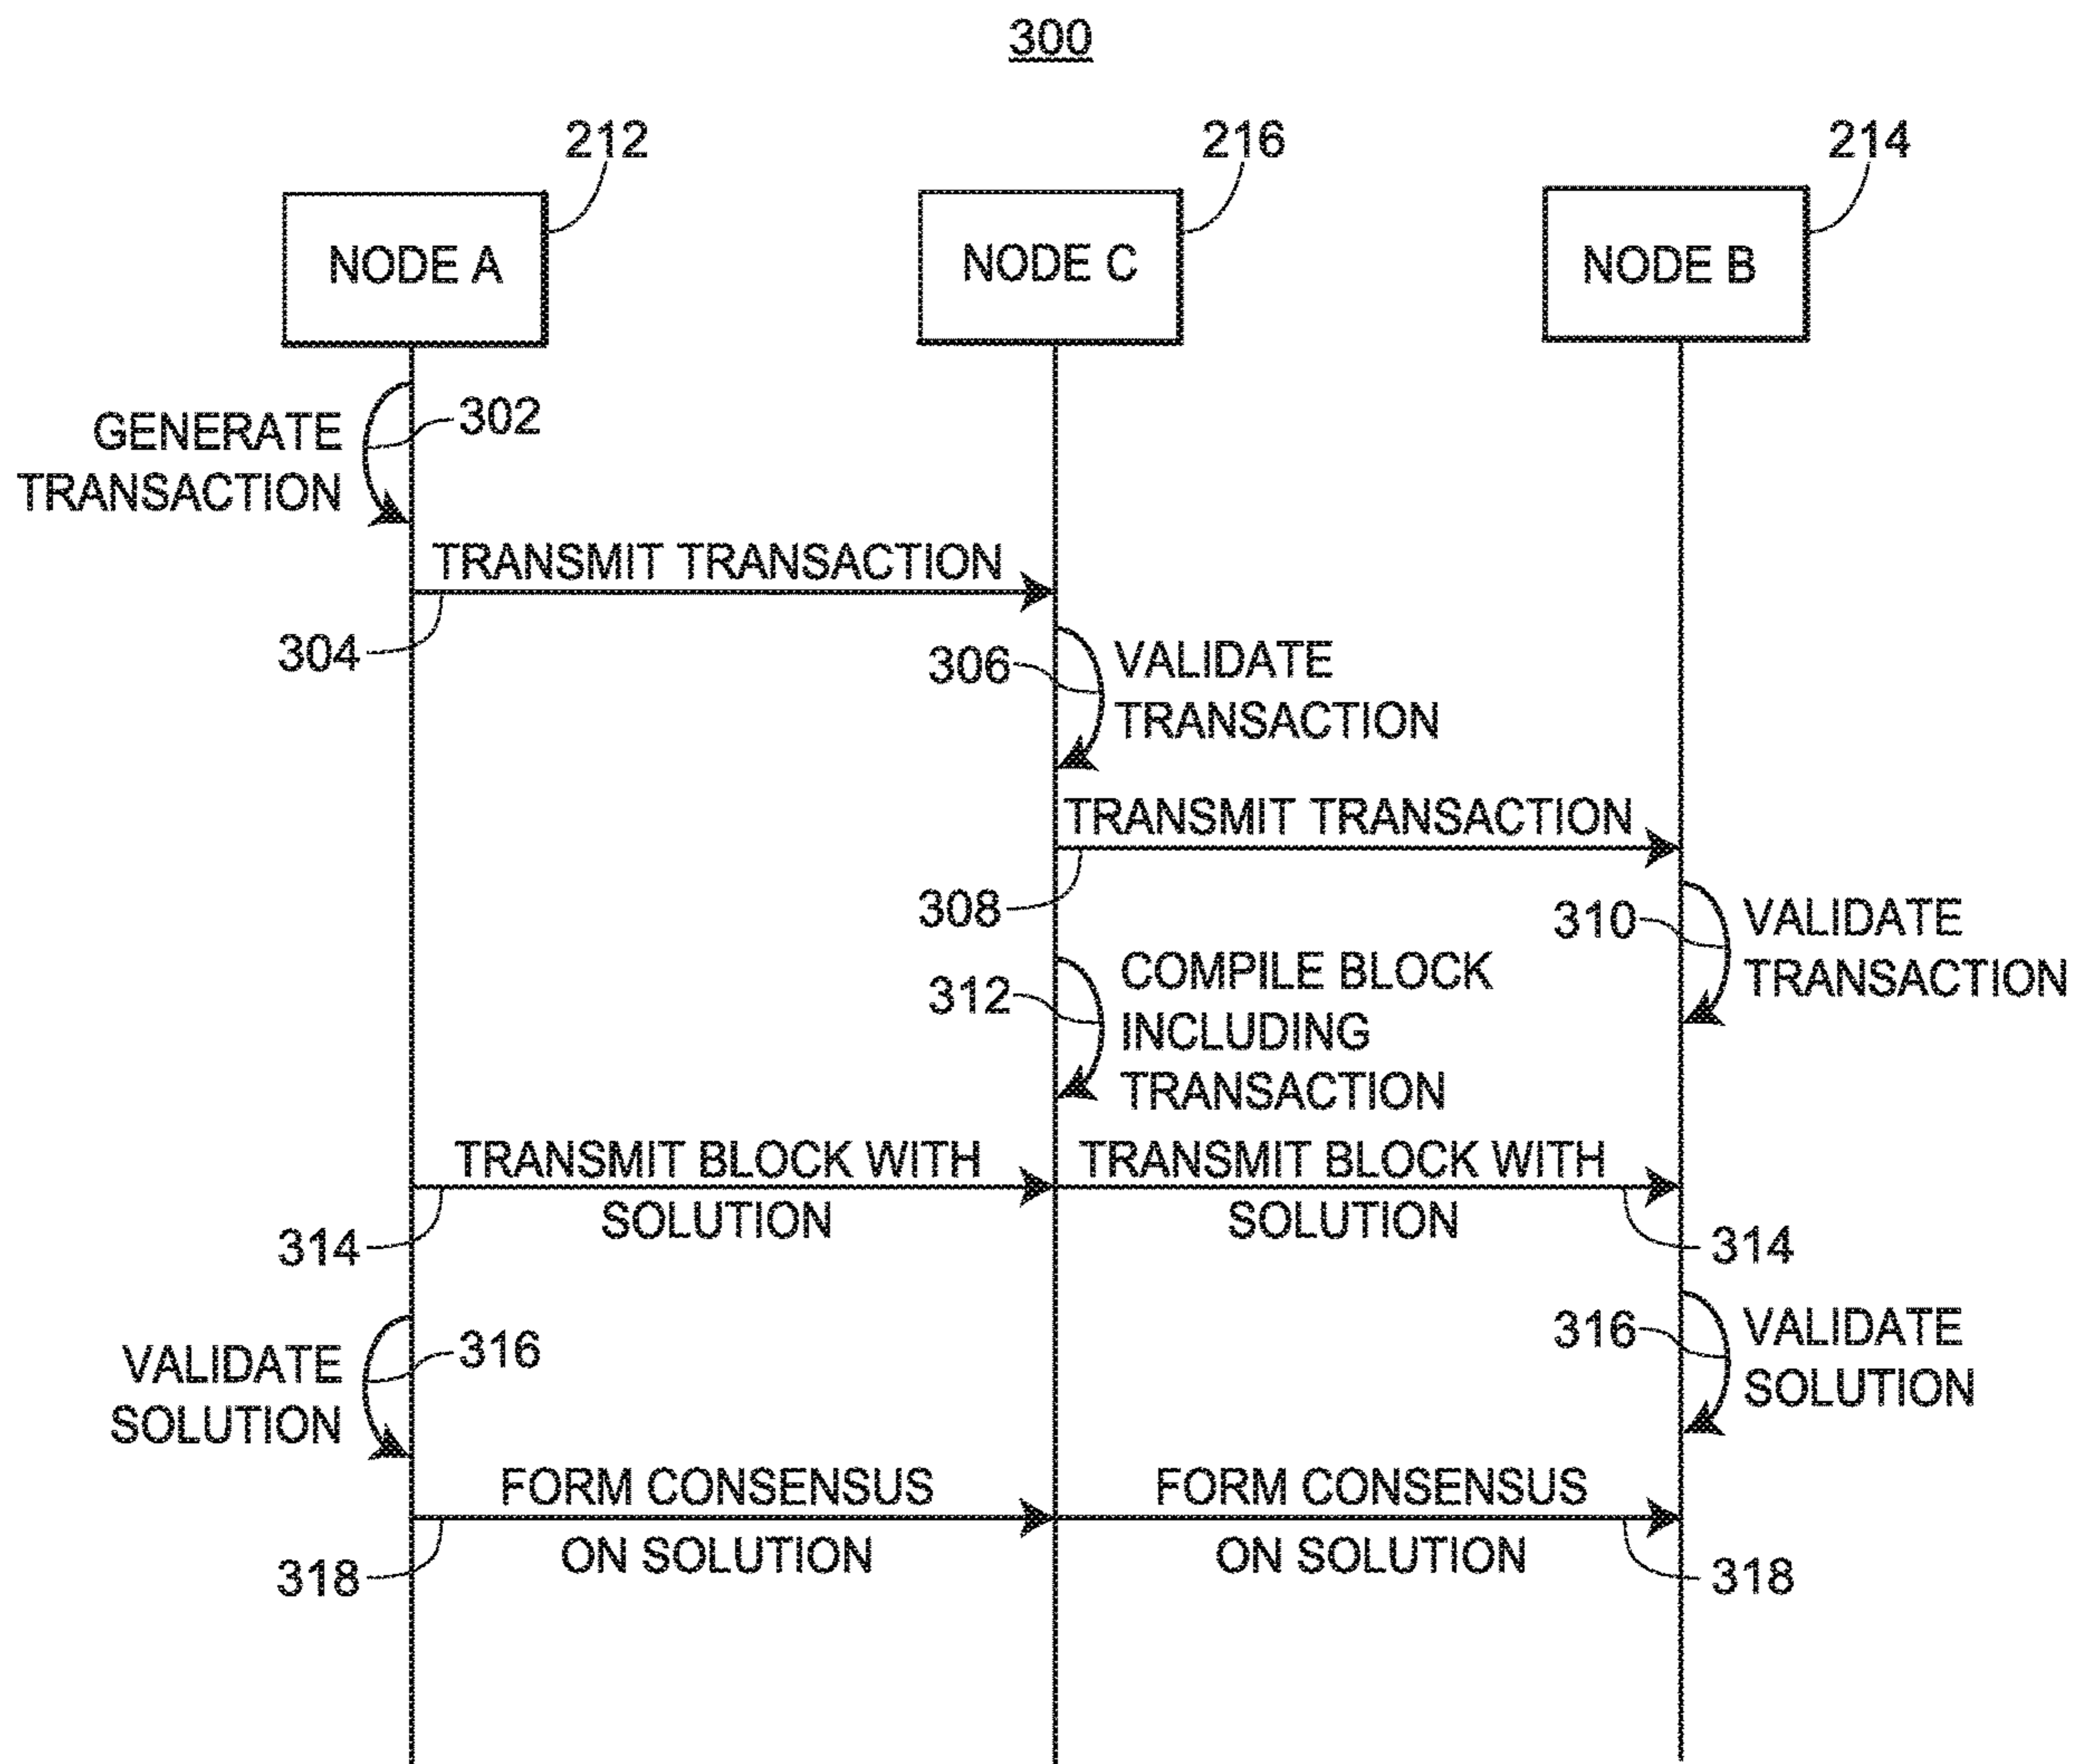 300
212
216
214
NODE A
NODE C
NODE B
GENERATE
TRANSACTION
302
TRANSMIT TRANSACTION
304
306
VALIDATE
TRANSACTION
TRANSMIT TRANSACTION
308
310
VALIDATE
TRANSACTION
312
COMPILE BLOCK
INCLUDING
TRANSACTION
TRANSMIT BLOCK WITH
SOLUTION
314
TRANSMIT BLOCK WITH
SOLUTION
314
VALIDATE
SOLUTION
316
316
VALIDATE
SOLUTION
FORM CONSENSUS
ON SOLUTION
318
FORM CONSENSUS
ON SOLUTION
318